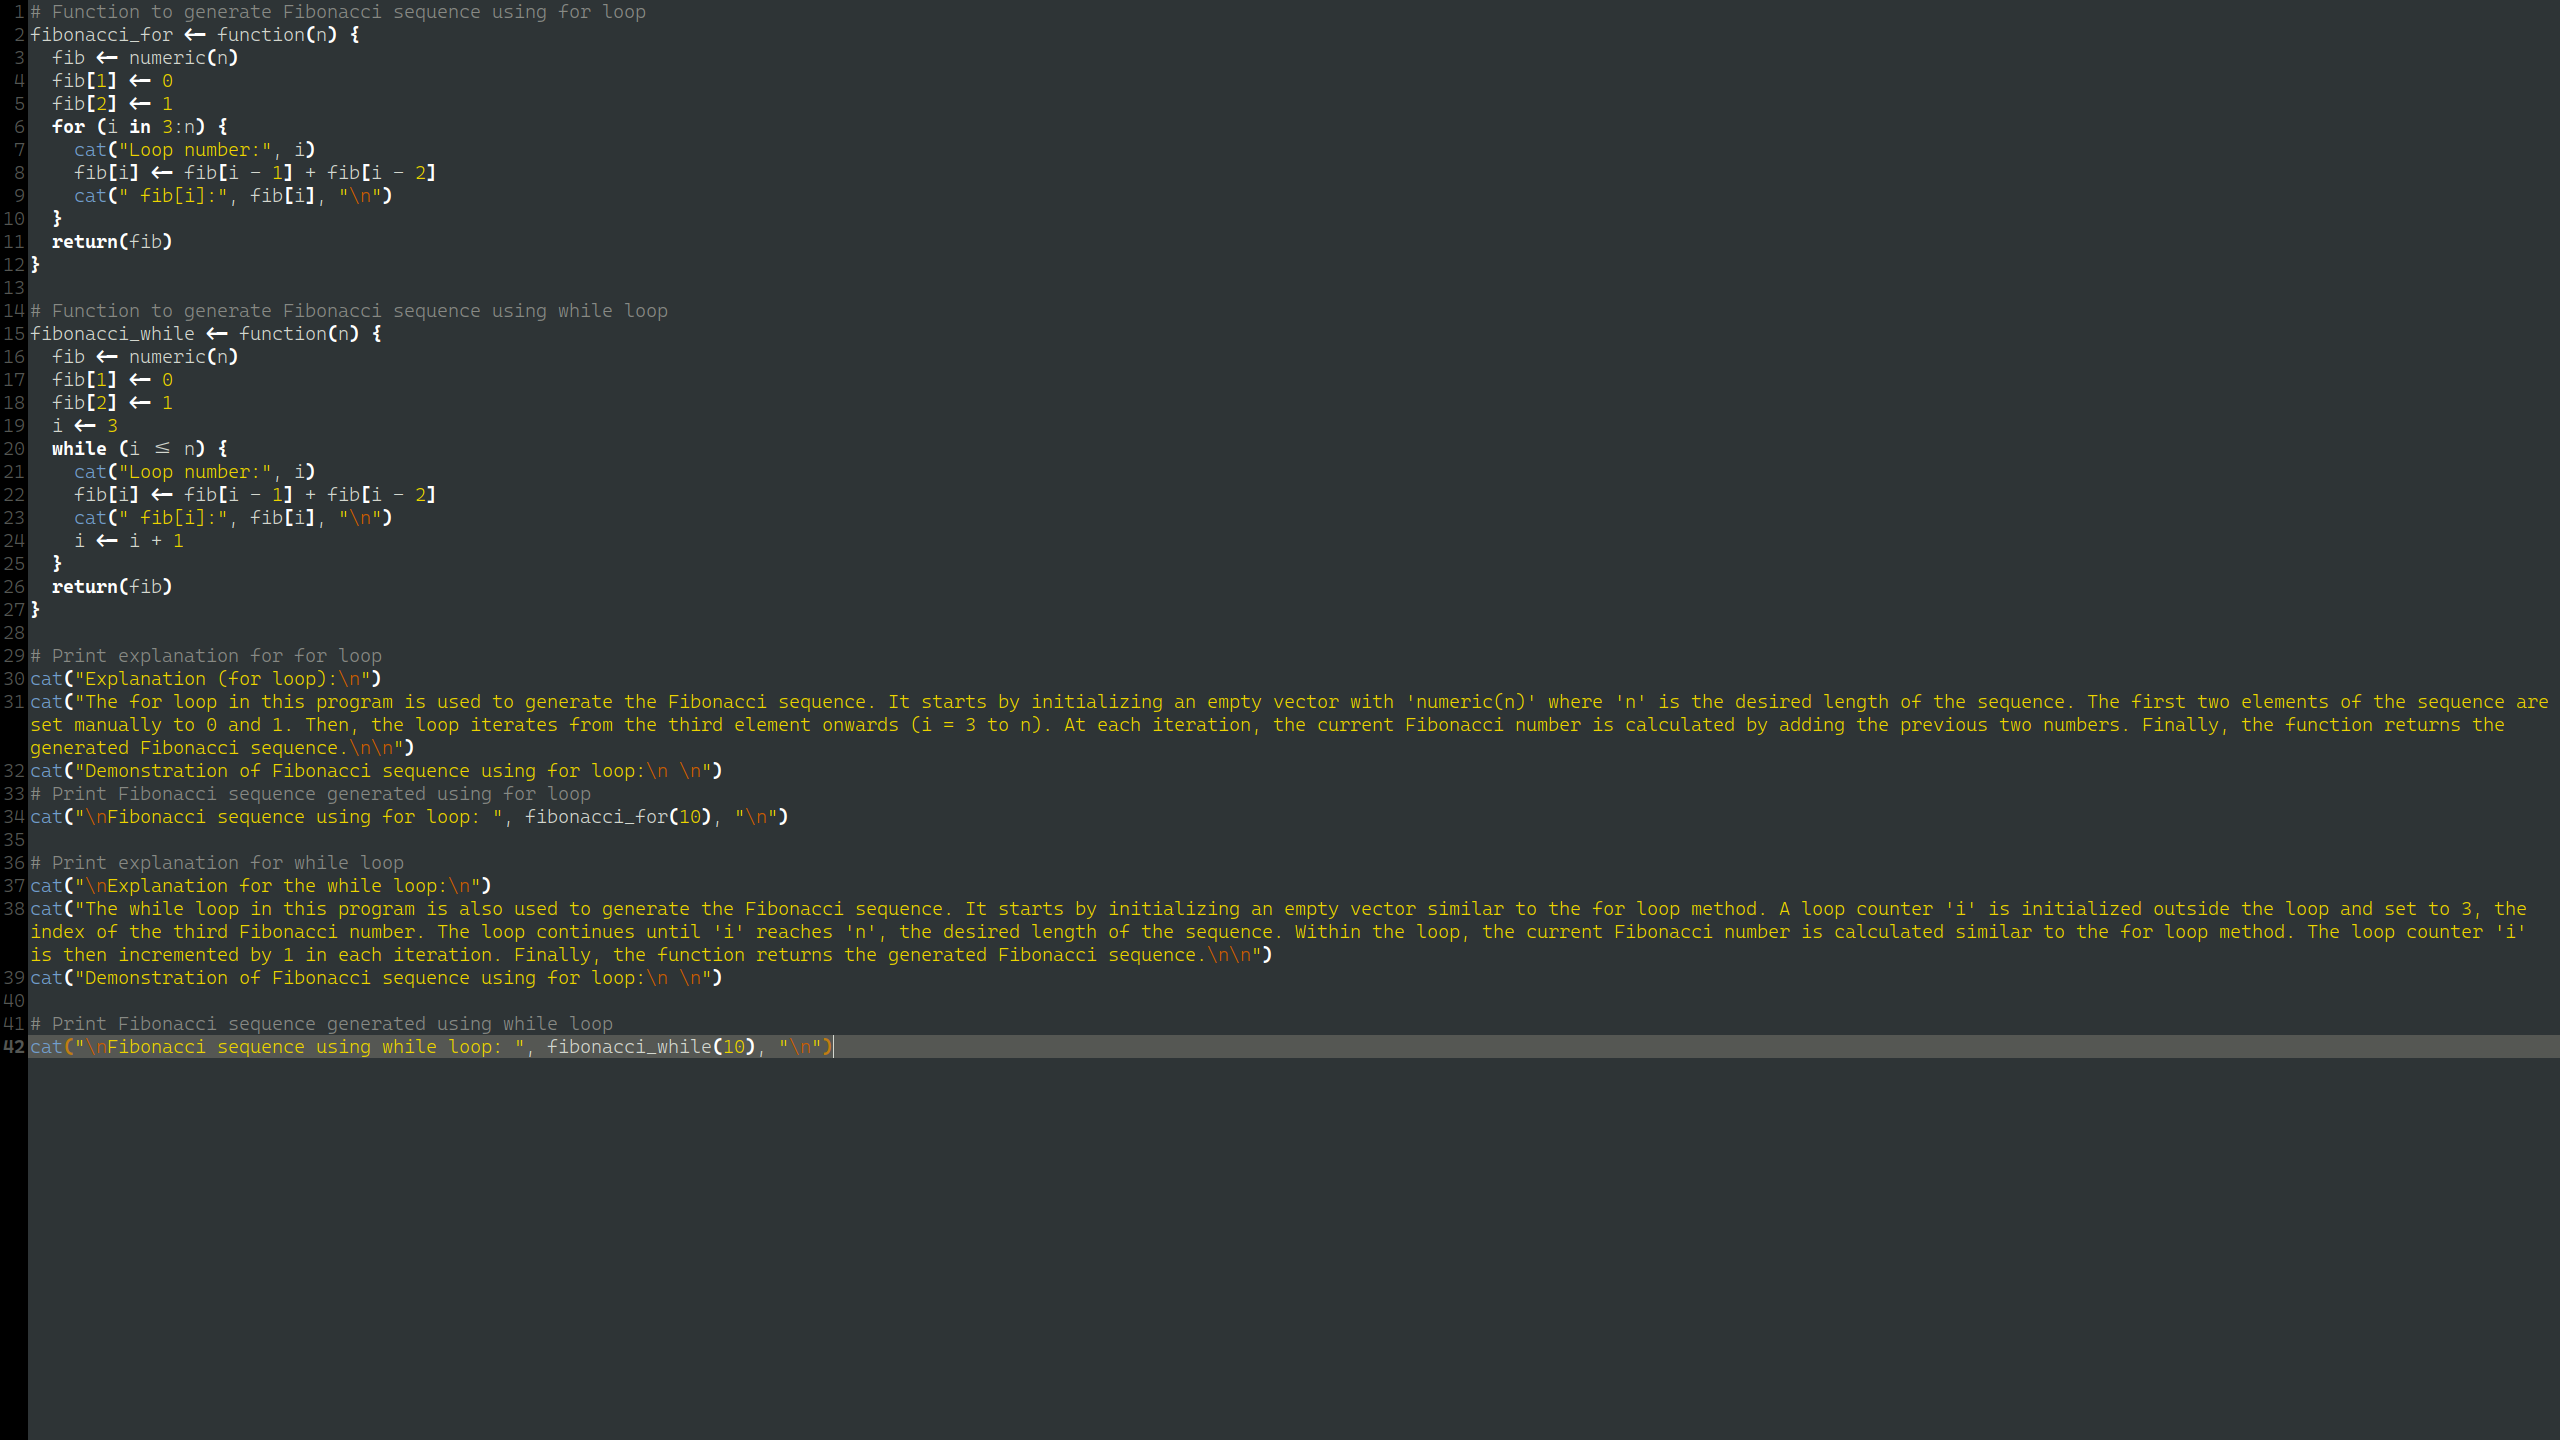 1 # Function to generate Fibonacci sequence using for loop
2 fibonacci_for ← function(n) {
3   fib ← numeric(n)
4   fib[1] ← 0
5   fib[2] ← 1
6   for (i in 3:n) {
7     cat("Loop number:", i)
8     fib[i] ← fib[i - 1] + fib[i - 2]
9     cat(" fib[i]:", fib[i], "\n")
10   }
11   return(fib)
12 }
13
14 # Function to generate Fibonacci sequence using while loop
15 fibonacci_while ← function(n) {
16   fib ← numeric(n)
17   fib[1] ← 0
18   fib[2] ← 1
19   i ← 3
20   while (i ≤ n) {
21     cat("Loop number:", i)
22     fib[i] ← fib[i - 1] + fib[i - 2]
23     cat(" fib[i]:", fib[i], "\n")
24     i ← i + 1
25   }
26   return(fib)
27 }
28
29 # Print explanation for for loop
30 cat("Explanation (for loop):\n")
31 cat("The for loop in this program is used to generate the Fibonacci sequence. It starts by initializing an empty vector with 'numeric(n)' where 'n' is the desired length of the sequence. The first two elements of the sequence are
set manually to 0 and 1. Then, the loop iterates from the third element onwards (i = 3 to n). At each iteration, the current Fibonacci number is calculated by adding the previous two numbers. Finally, the function returns the
generated Fibonacci sequence.\n\n")
32 cat("Demonstration of Fibonacci sequence using for loop:\n \n")
33 # Print Fibonacci sequence generated using for loop
34 cat("\nFibonacci sequence using for loop: ", fibonacci_for(10), "\n")
35
36 # Print explanation for while loop
37 cat("\nExplanation for the while loop:\n")
38 cat("The while loop in this program is also used to generate the Fibonacci sequence. It starts by initializing an empty vector similar to the for loop method. A loop counter 'i' is initialized outside the loop and set to 3, the
index of the third Fibonacci number. The loop continues until 'i' reaches 'n', the desired length of the sequence. Within the loop, the current Fibonacci number is calculated similar to the for loop method. The loop counter 'i'
is then incremented by 1 in each iteration. Finally, the function returns the generated Fibonacci sequence.\n\n")
39 cat("Demonstration of Fibonacci sequence using for loop:\n \n")
40
41 # Print Fibonacci sequence generated using while loop
42 cat("\nFibonacci sequence using while loop: ", fibonacci_while(10), "\n")